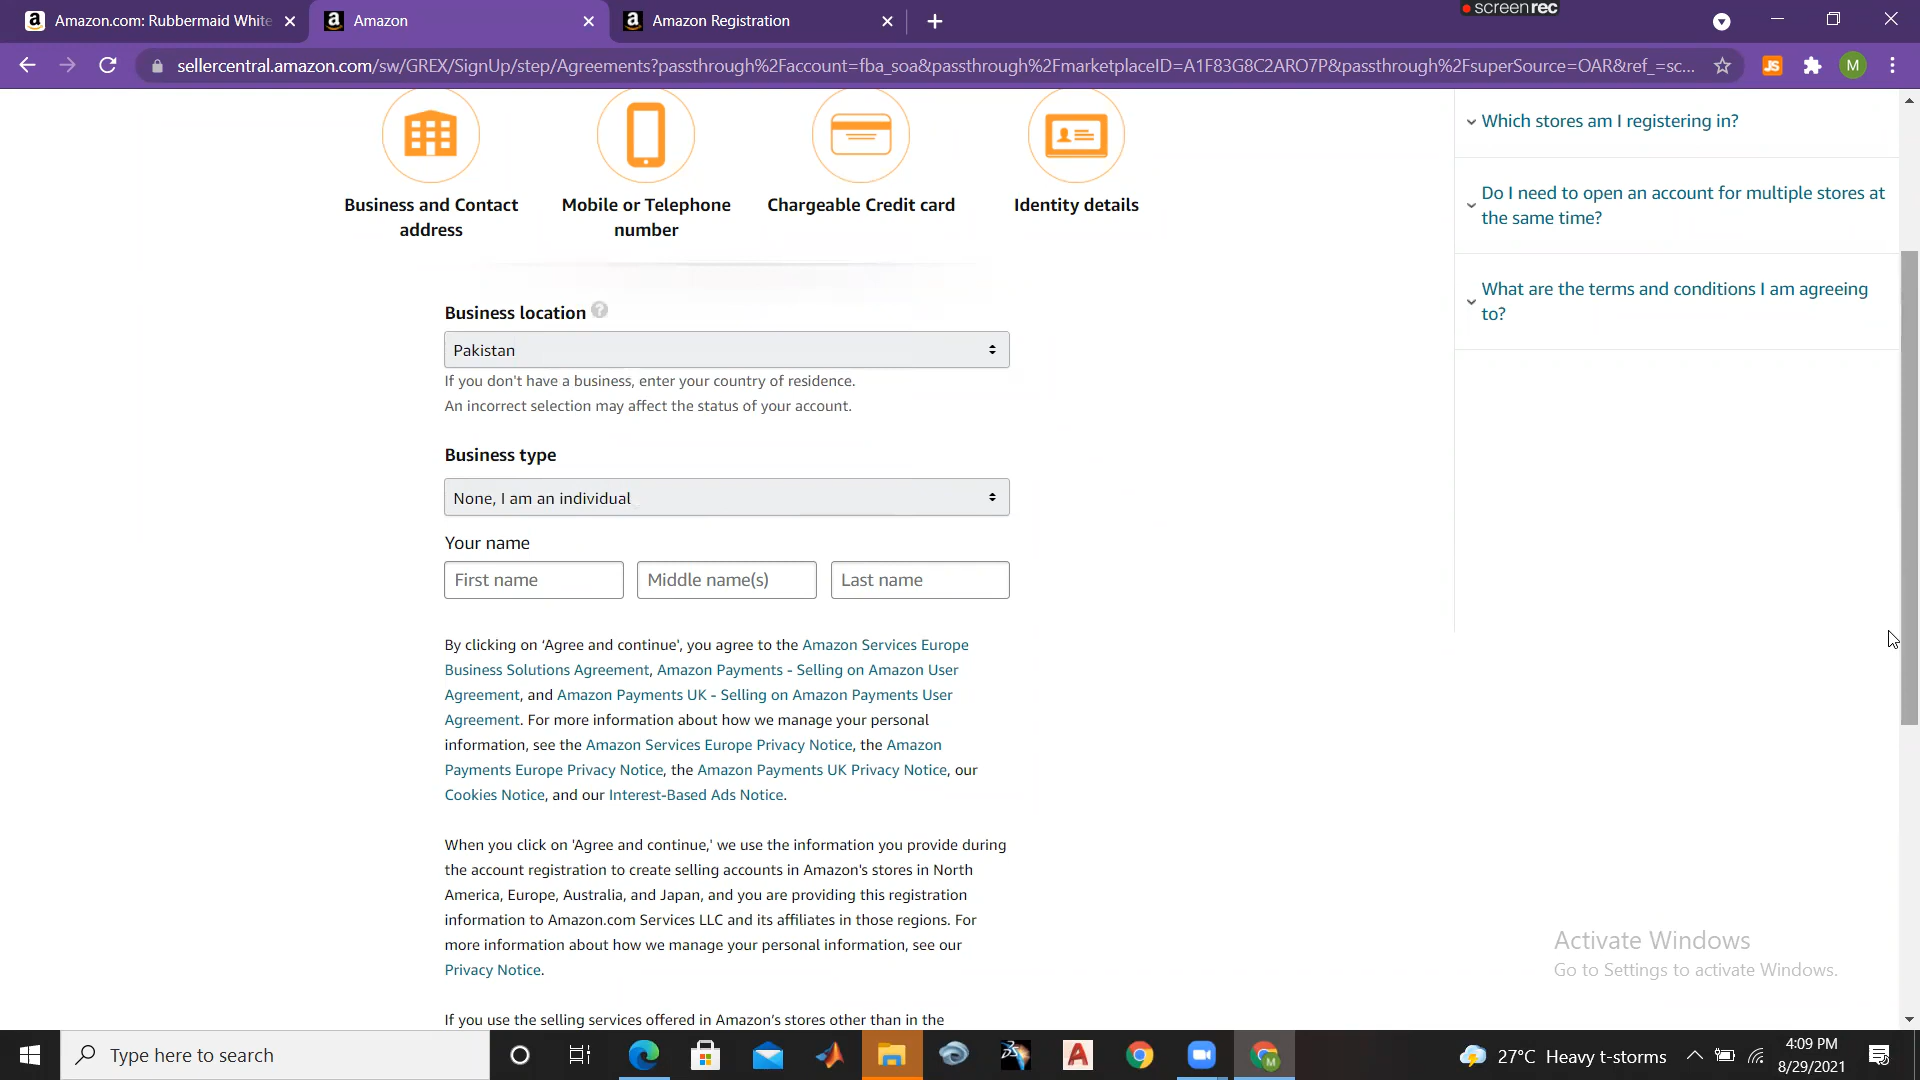 screenrec
Amazon.com: Rubbermaid White
Amazon
Amazon Registration
sellercentral.amazon.com/sw/GREX/SignUp/step/Agreements?passthrough%2Faccount=fba_soa&passthrough%2FmarketplaceID=A1F83G8C2ARO7P&passthrough%2FsuperSource=OAR&ref_=sc...
JS
M
Business and Contact
address
Mobile or Telephone
number
Chargeable Credit card
Identity details
Which stores am I registering in?
Do I need to open an account for multiple stores at
the same time?
What are the terms and conditions I am agreeing
to?
Business location ?
Pakistan
If you don't have a business, enter your country of residence.
An incorrect selection may affect the status of your account.
Business type
None, I am an individual
Your name
First name
Middle name(s)
Last name
By clicking on 'Agree and continue', you agree to the Amazon Services Europe
Business Solutions Agreement, Amazon Payments - Selling on Amazon User
Agreement, and Amazon Payments UK - Selling on Amazon Payments User
Agreement. For more information about how we manage your personal
information, see the Amazon Services Europe Privacy Notice, the Amazon
Payments Europe Privacy Notice, the Amazon Payments UK Privacy Notice, our
Cookies Notice, and our Interest-Based Ads Notice.
When you click on 'Agree and continue,' we use the information you provide during
the account registration to create selling accounts in Amazon's stores in North
America, Europe, Australia, and Japan, and you are providing this registration
information to Amazon.com Services LLC and its affiliates in those regions. For
more information about how we manage your personal information, see our
Privacy Notice.
If you use the selling services offered in Amazon's stores other than in the
Activate Windows
Go to Settings to activate Windows.
Type here to search
27°C Heavy t-storms
4:09 PM
8/29/2021